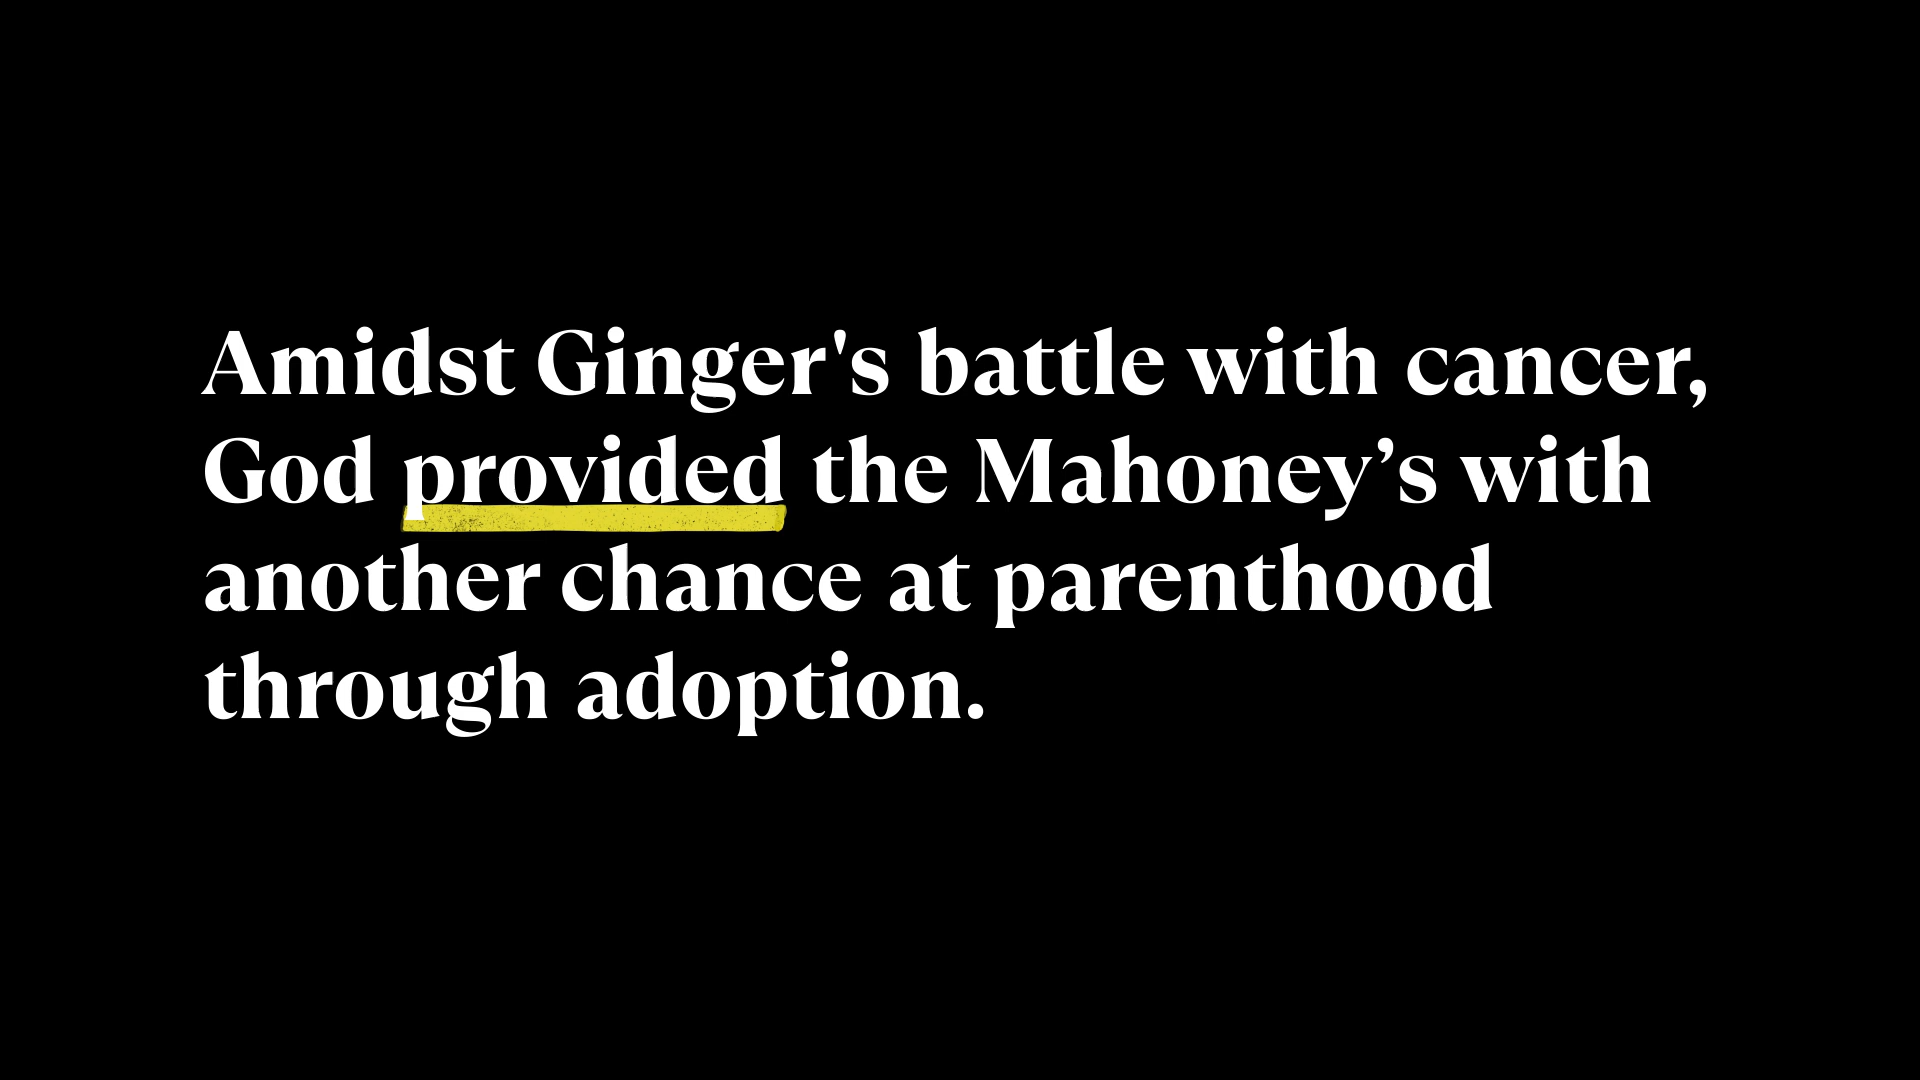 Amidst Ginger's battle with cancer,
God provided the Mahoney’s with
another chance at parenthood
through adoption.